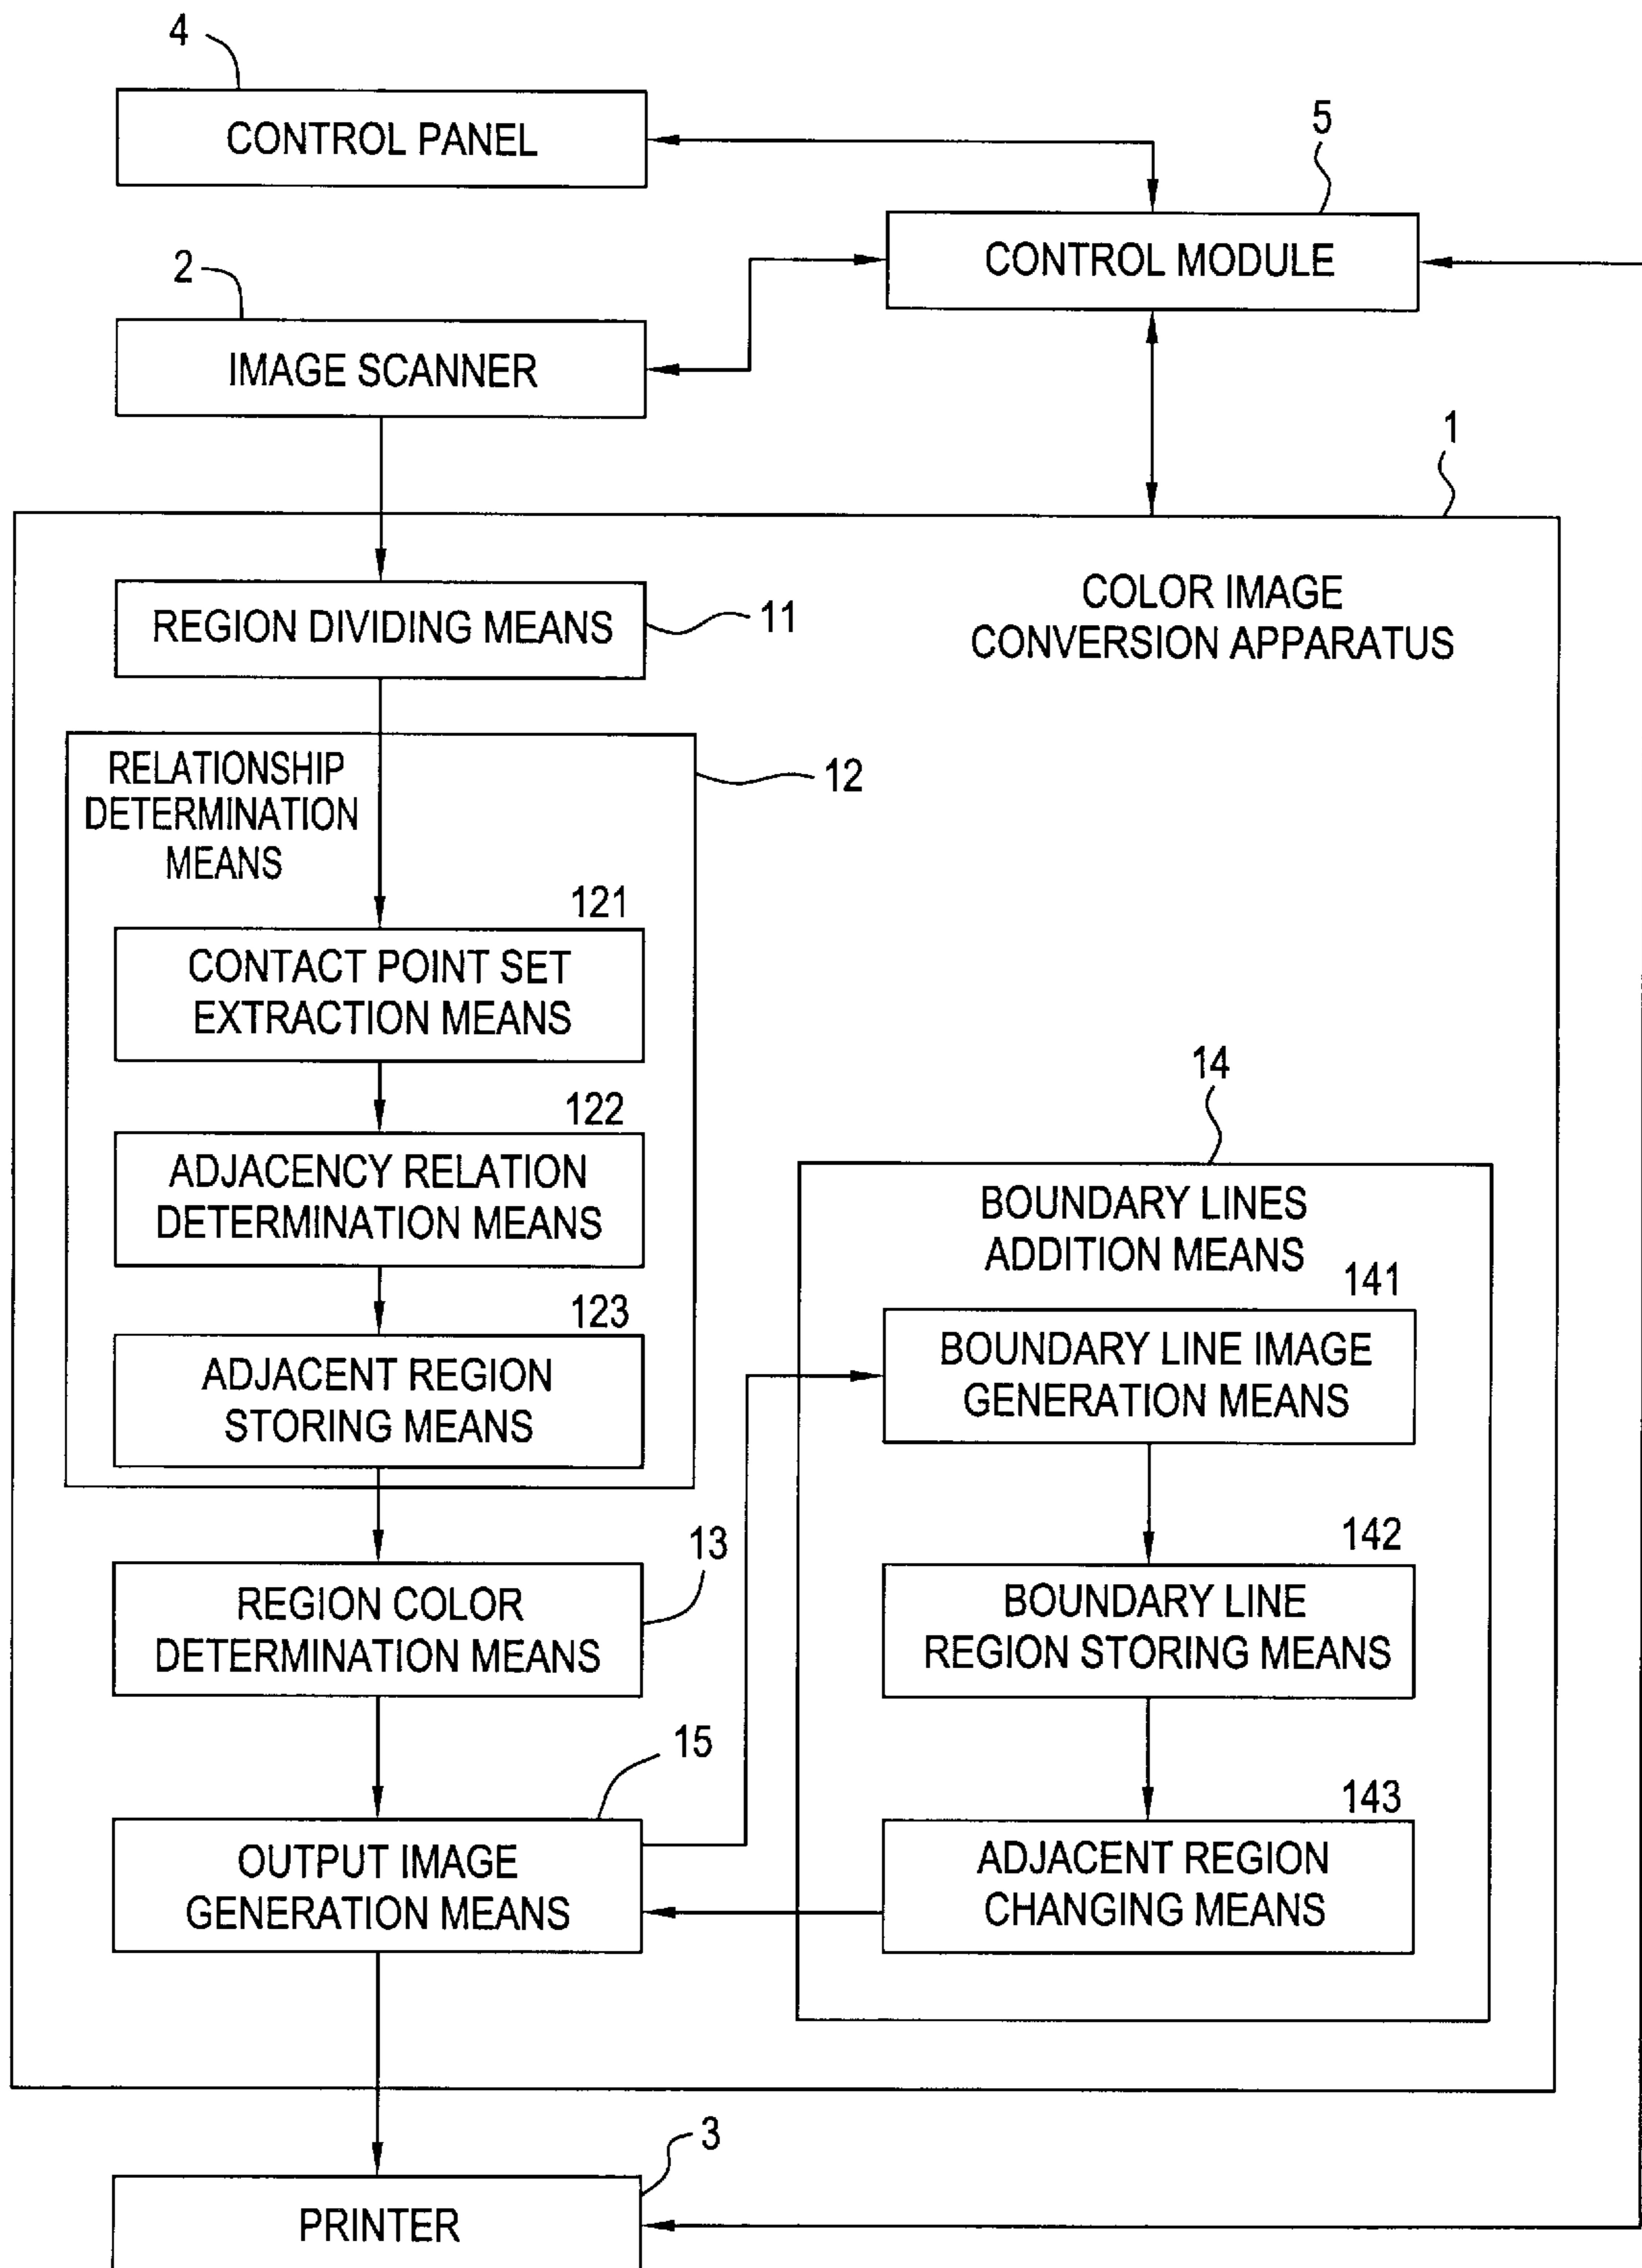 4
CONTROL PANEL
5
CONTROL MODULE
2
IMAGE SCANNER
1
COLOR IMAGE
CONVERSION APPARATUS
REGION DIVIDING MEANS
11
RELATIONSHIP
DETERMINATION
MEANS
12
121
CONTACT POINT SET
EXTRACTION MEANS
122
ADJACENCY RELATION
DETERMINATION MEANS
123
ADJACENT REGION
STORING MEANS
13
REGION COLOR
DETERMINATION MEANS
15
OUTPUT IMAGE
GENERATION MEANS
14
BOUNDARY LINES
ADDITION MEANS
141
BOUNDARY LINE IMAGE
GENERATION MEANS
142
BOUNDARY LINE
REGION STORING MEANS
143
ADJACENT REGION
CHANGING MEANS
3
PRINTER